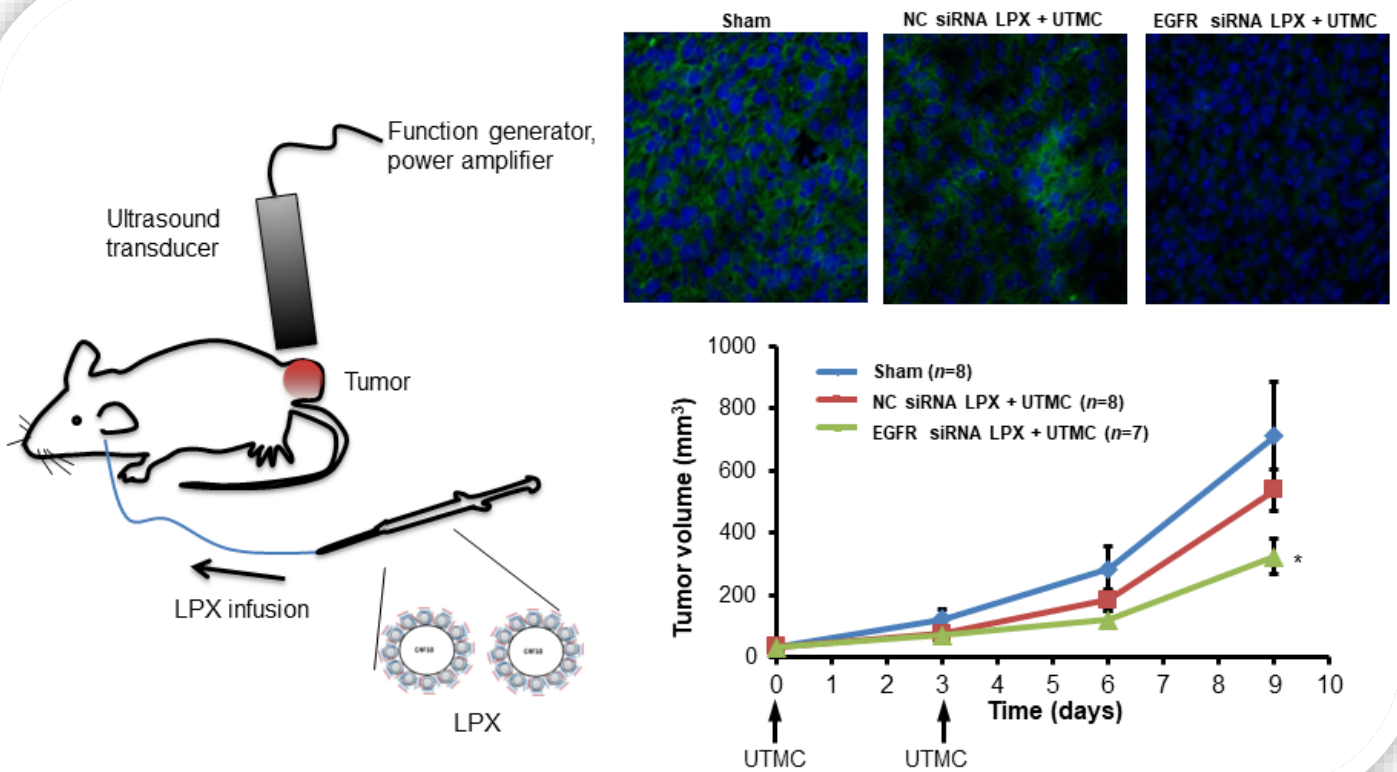 Function generator,
power amplifier
Ultrasound
transducer
Tumor
LPX infusion
C4F10
C4F10
LPX
Sham
NC siRNA LPX + UTMC
EGFR siRNA LPX + UTMC
Tumor volume (mm³)
1000
800
600
400
200
0
Sham (n=8)
NC siRNA LPX + UTMC (n=8)
EGFR siRNA LPX + UTMC (n=7)
*
0 1 2 3 4 5 6 7 8 9 10
Time (days)
UTMC
UTMC